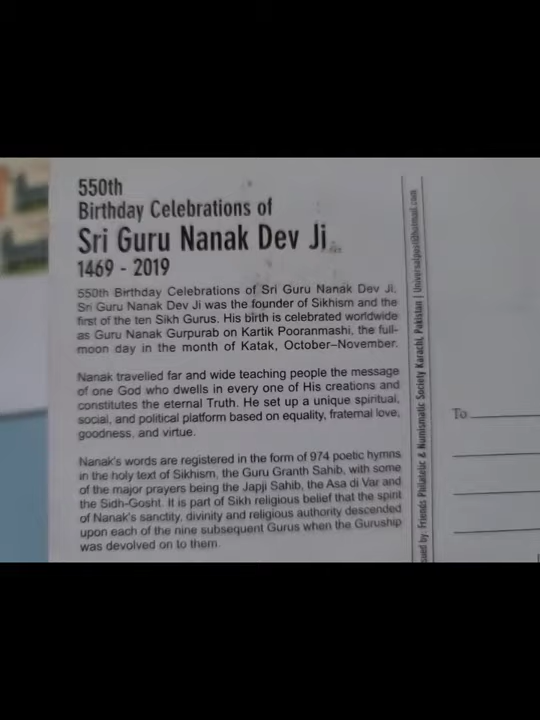 550th
Birthday Celebrations of
Sri Guru Nanak Dev Ji
1469 - 2019
550th Birthday Celebrations of Sri Guru Nanak Dev Ji,
Sri Guru Nanak Dev Ji was the founder of Sikhism and the
first of the ten Sikh Gurus. His birth is celebrated worldwide
as Guru Nanak Gurpurab on Kartik Pooranmashi, the full-
moon day in the month of Katak, October–November.
Nanak travelled far and wide teaching people the message
of one God who dwells in every one of His creations and
constitutes the eternal Truth. He set up a unique spiritual,
social, and political platform based on equality, fraternal love,
goodness, and virtue.
Nanak's words are registered in the form of 974 poetic hymns
in the holy text of Sikhism, the Guru Granth Sahib, with some
of the major prayers being the Japji Sahib, the Asa di Var and
the Sidh-Gosht. It is part of Sikh religious belief that the spirit
of Nanak's sanctity, divinity and religious authority descended
upon each of the nine subsequent Gurus when the Guruship
was devolved on to them.
sued by: Friends Philatelic & Numismatic Society Karachi, Pakistan | Universalpost@hotmail.com
To